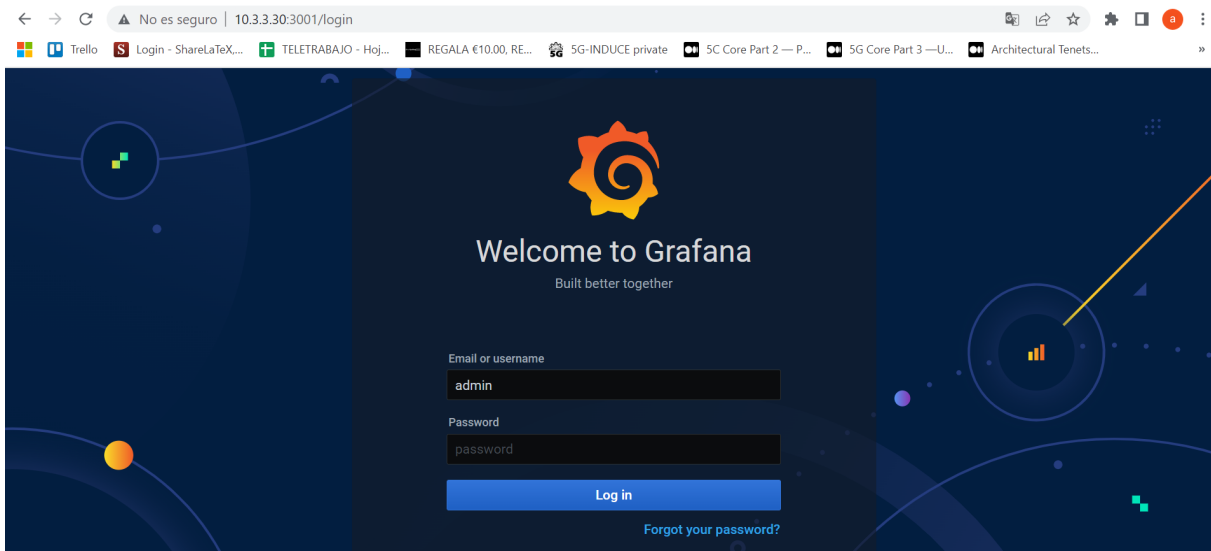 No es seguro | 10.3.3.30:3001/login
a
Trello
S Login - ShareLaTeX,...
TELETRABAJO - Hoj...
REGALA €10.00, RE...
5G 5G-INDUCE private
5C Core Part 2 — P...
5G Core Part 3 —U...
Architectural Tenets...
»
Welcome to Grafana
Built better together
Email or username
admin
Password
password
Log in
Forgot your password?